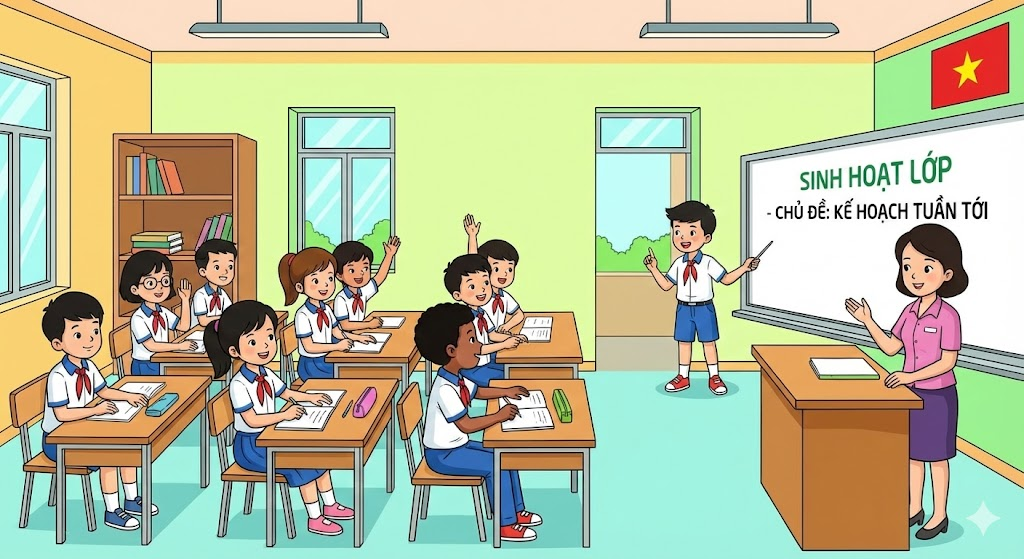 SINH HOẠT LỚP
- CHỦ ĐỀ: KẾ HOẠCH TUẦN TỚI